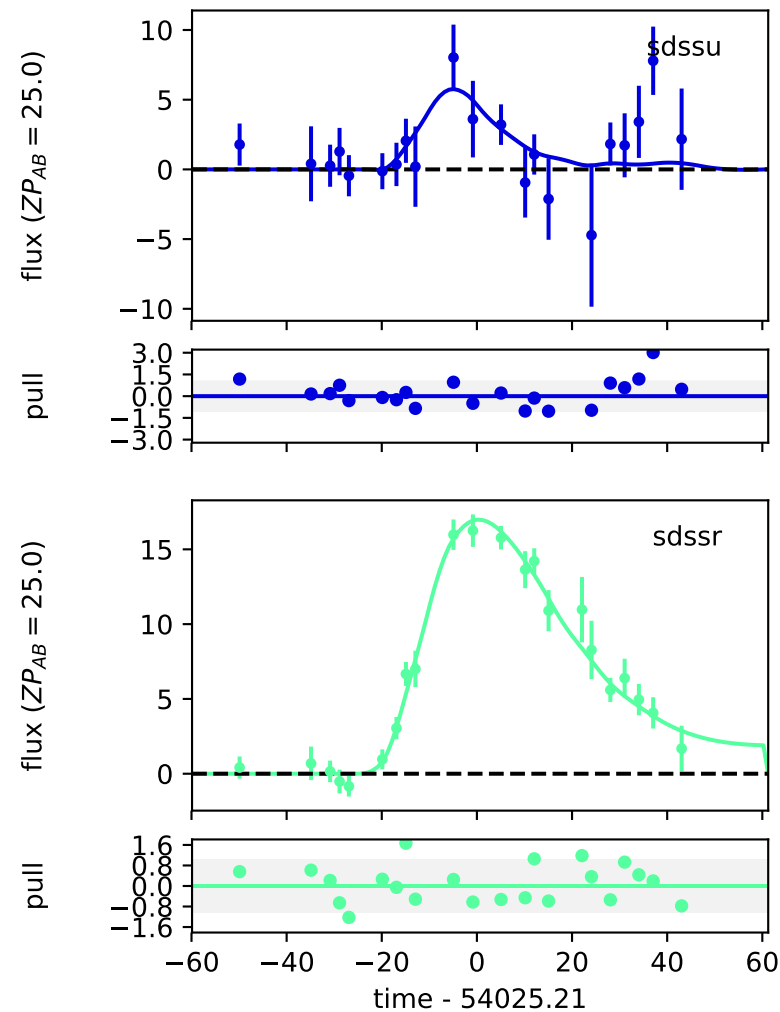 sdssu
flux (ZP_AB = 25.0)
10
5
0
−5
−10
pull
3.0
1.5
0.0
−1.5
−3.0
sdssr
flux (ZP_AB = 25.0)
15
10
5
0
pull
1.6
0.8
0.0
−0.8
−1.6
−60 −40 −20 0 20 40 60
time - 54025.21